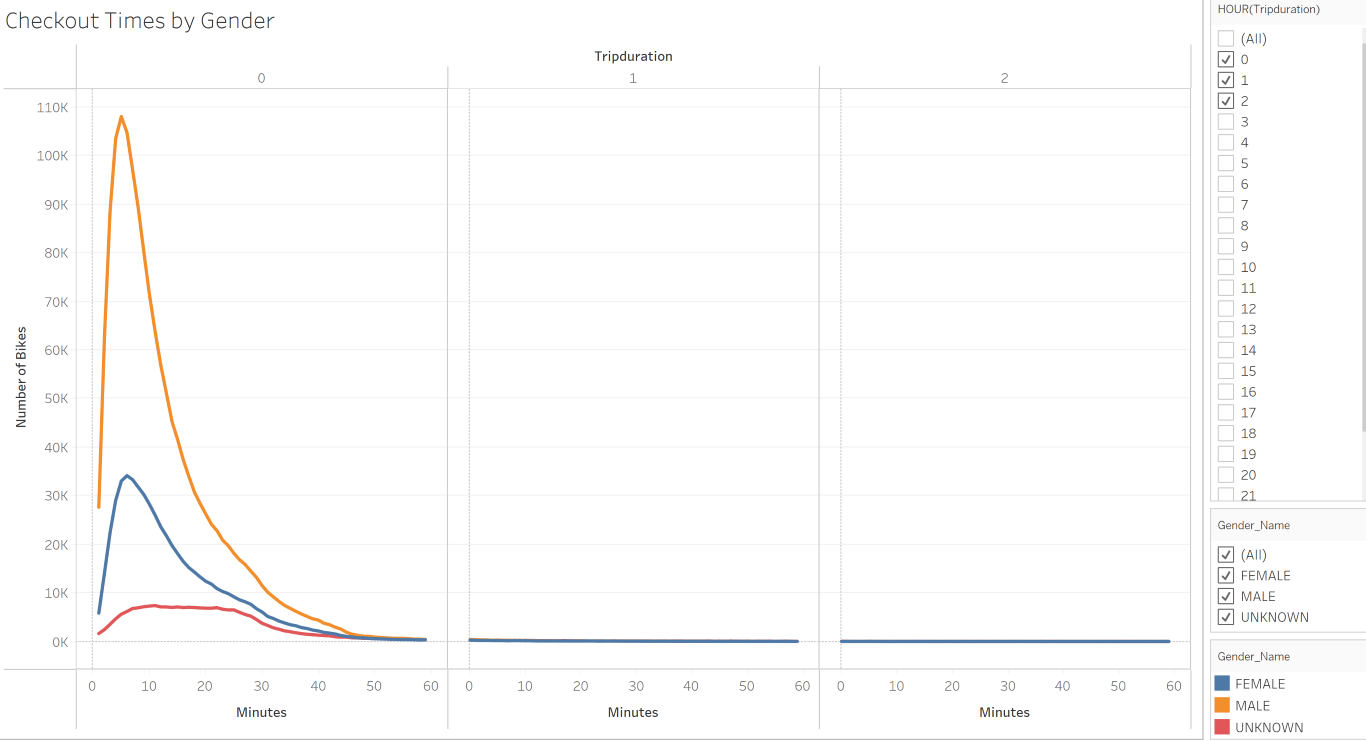 Checkout Times by Gender
Tripduration
0 1 2
110K
100K
90K
80K
70K
60K
50K
40K
30K
20K
10K
0K
Number of Bikes
0 10 20 30 40 50 60 0 10 20 30 40 50 60 0 10 20 30 40 50 60
Minutes Minutes Minutes
HOUR(Tripduration)
(All)
0
1
2
3
4
5
6
7
8
9
10
11
12
13
14
15
16
17
18
19
20
21
Gender_Name
(All)
FEMALE
MALE
UNKNOWN
Gender_Name
FEMALE
MALE
UNKNOWN